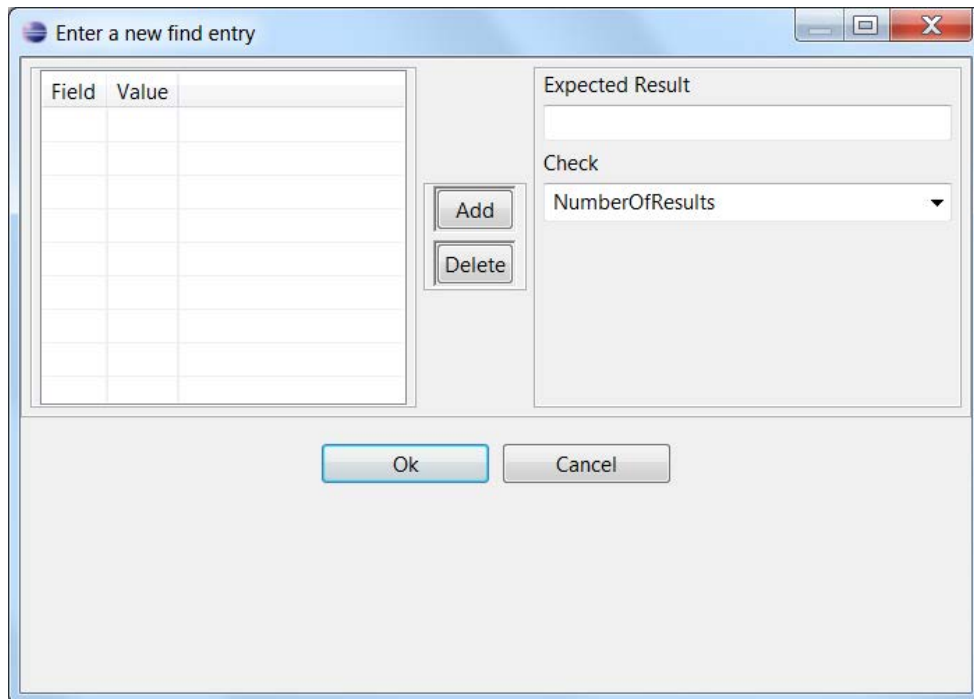 Enter a new find entry
Field Value
Expected Result
Check
NumberOfResults
Add
Delete
Ok Cancel